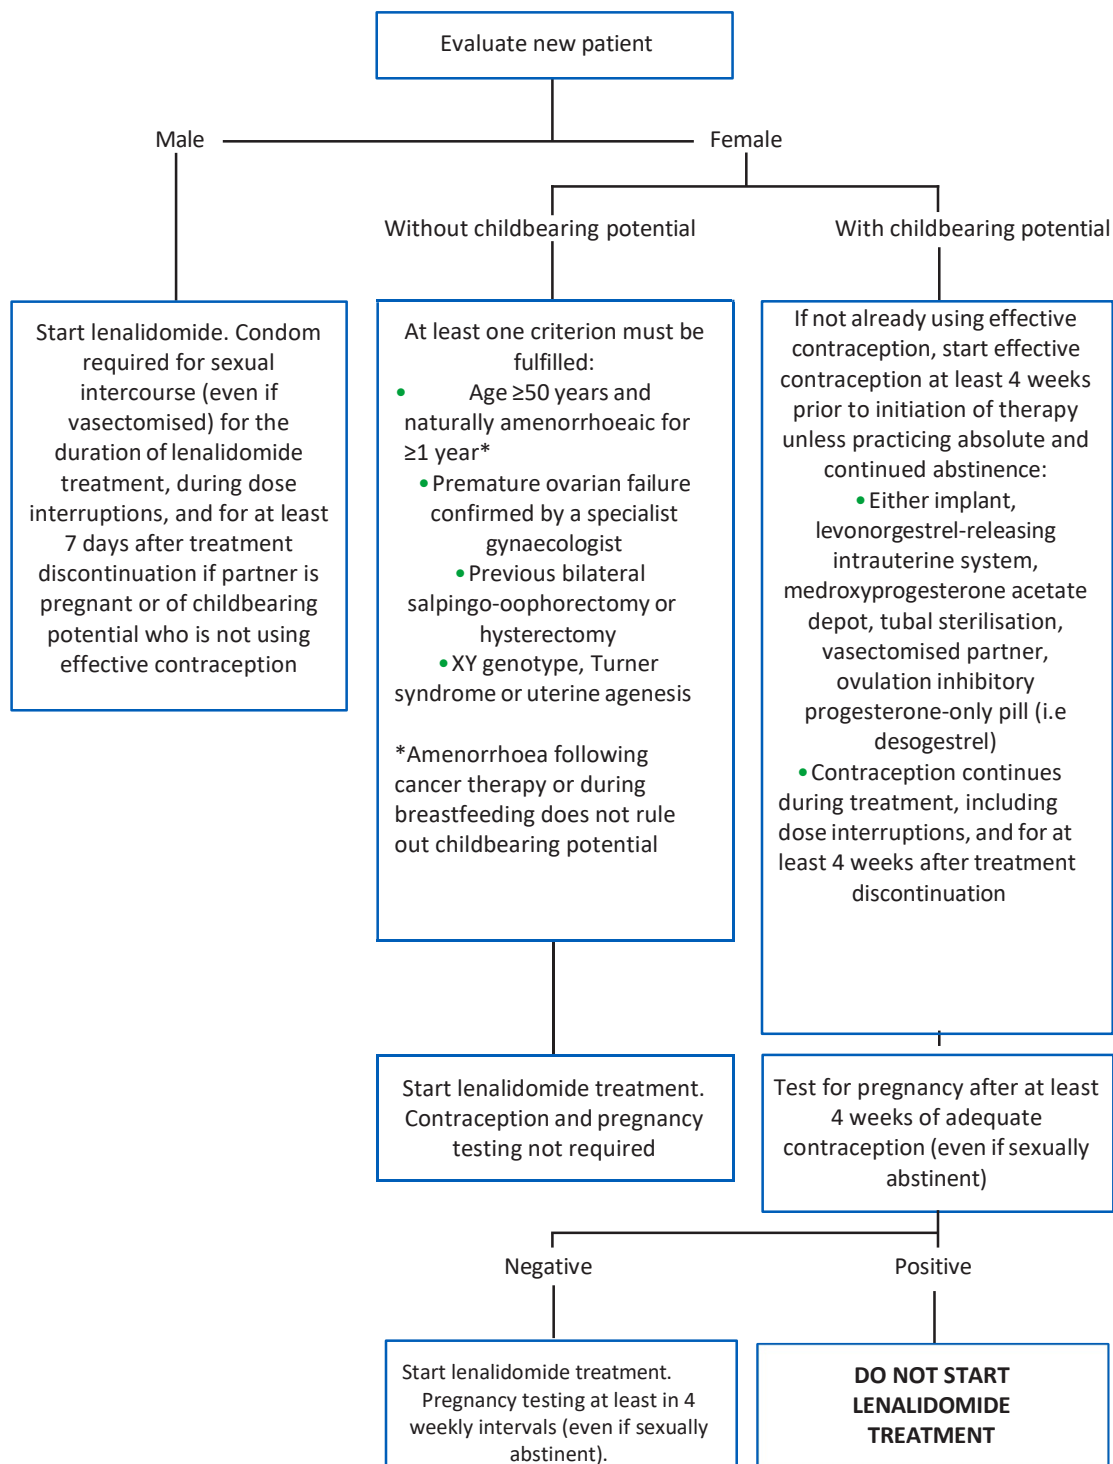 Evaluate new patient
Male
Female
Without childbearing potential
With childbearing potential
Start lenalidomide. Condom
required for sexual
intercourse (even if
vasectomised) for the
duration of lenalidomide
treatment, during dose
interruptions, and for at least
7 days after treatment
discontinuation if partner is
pregnant or of childbearing
potential who is not using
effective contraception
At least one criterion must be
fulfilled:
• Age ≥50 years and
naturally amenorrhoeaic for
≥1 year*
• Premature ovarian failure
confirmed by a specialist
gynaecologist
• Previous bilateral
salpingo-oophorectomy or
hysterectomy
• XY genotype, Turner
syndrome or uterine agenesis
*Amenorrhoea following
cancer therapy or during
breastfeeding does not rule
out childbearing potential
If not already using effective
contraception, start effective
contraception at least 4 weeks
prior to initiation of therapy
unless practicing absolute and
continued abstinence:
• Either implant,
levonorgestrel-releasing
intrauterine system,
medroxyprogesterone acetate
depot, tubal sterilisation,
vasectomised partner,
ovulation inhibitory
progesterone-only pill (i.e
desogestrel)
• Contraception continues
during treatment, including
dose interruptions, and for at
least 4 weeks after treatment
discontinuation
Start lenalidomide treatment.
Contraception and pregnancy
testing not required
Test for pregnancy after at least
4 weeks of adequate
contraception (even if sexually
abstinent)
Negative
Positive
Start lenalidomide treatment.
Pregnancy testing at least in 4
weekly intervals (even if sexually
abstinent).
DO NOT START
LENALIDOMIDE
TREATMENT